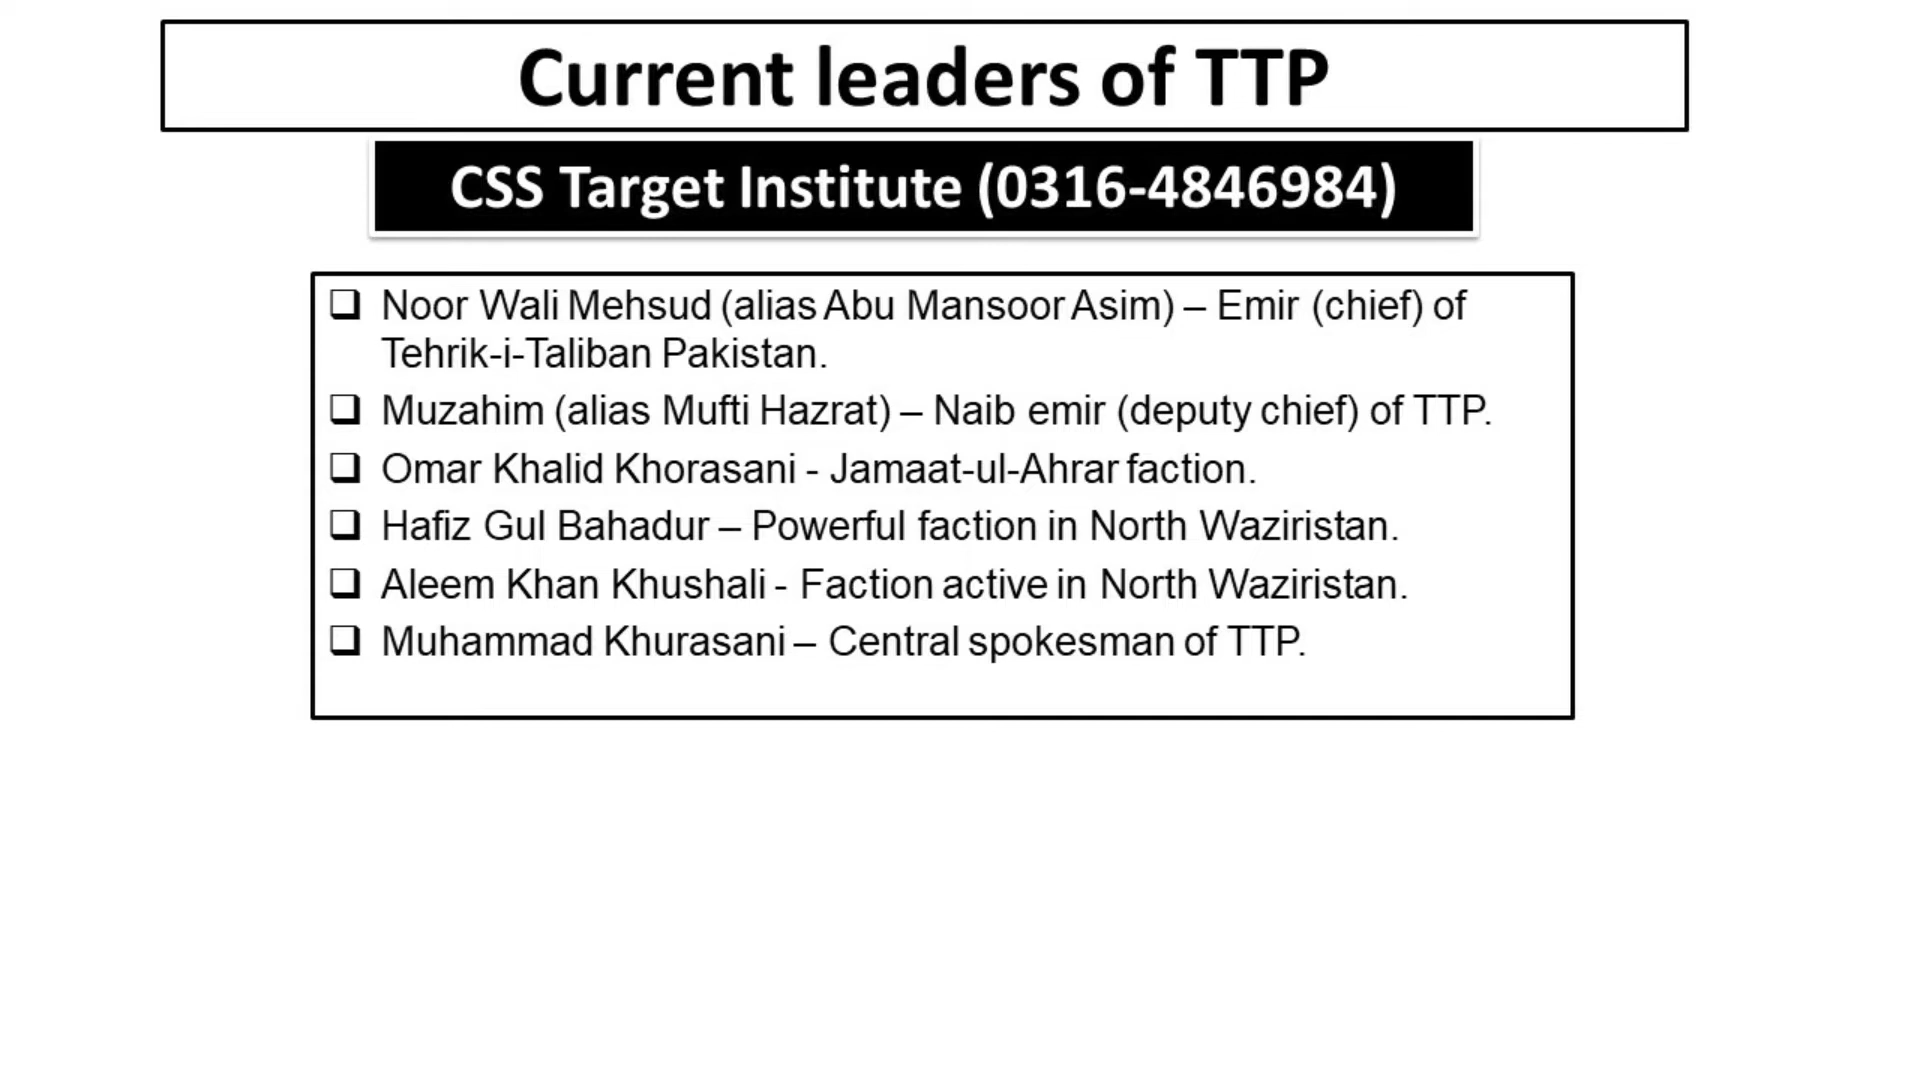 Current leaders of TTP
CSS Target Institute (0316-4846984)
❑ Noor Wali Mehsud (alias Abu Mansoor Asim) – Emir (chief) of
Tehrik-i-Taliban Pakistan.
❑ Muzahim (alias Mufti Hazrat) – Naib emir (deputy chief) of TTP.
❑ Omar Khalid Khorasani - Jamaat-ul-Ahrar faction.
❑ Hafiz Gul Bahadur – Powerful faction in North Waziristan.
❑ Aleem Khan Khushali - Faction active in North Waziristan.
❑ Muhammad Khurasani – Central spokesman of TTP.